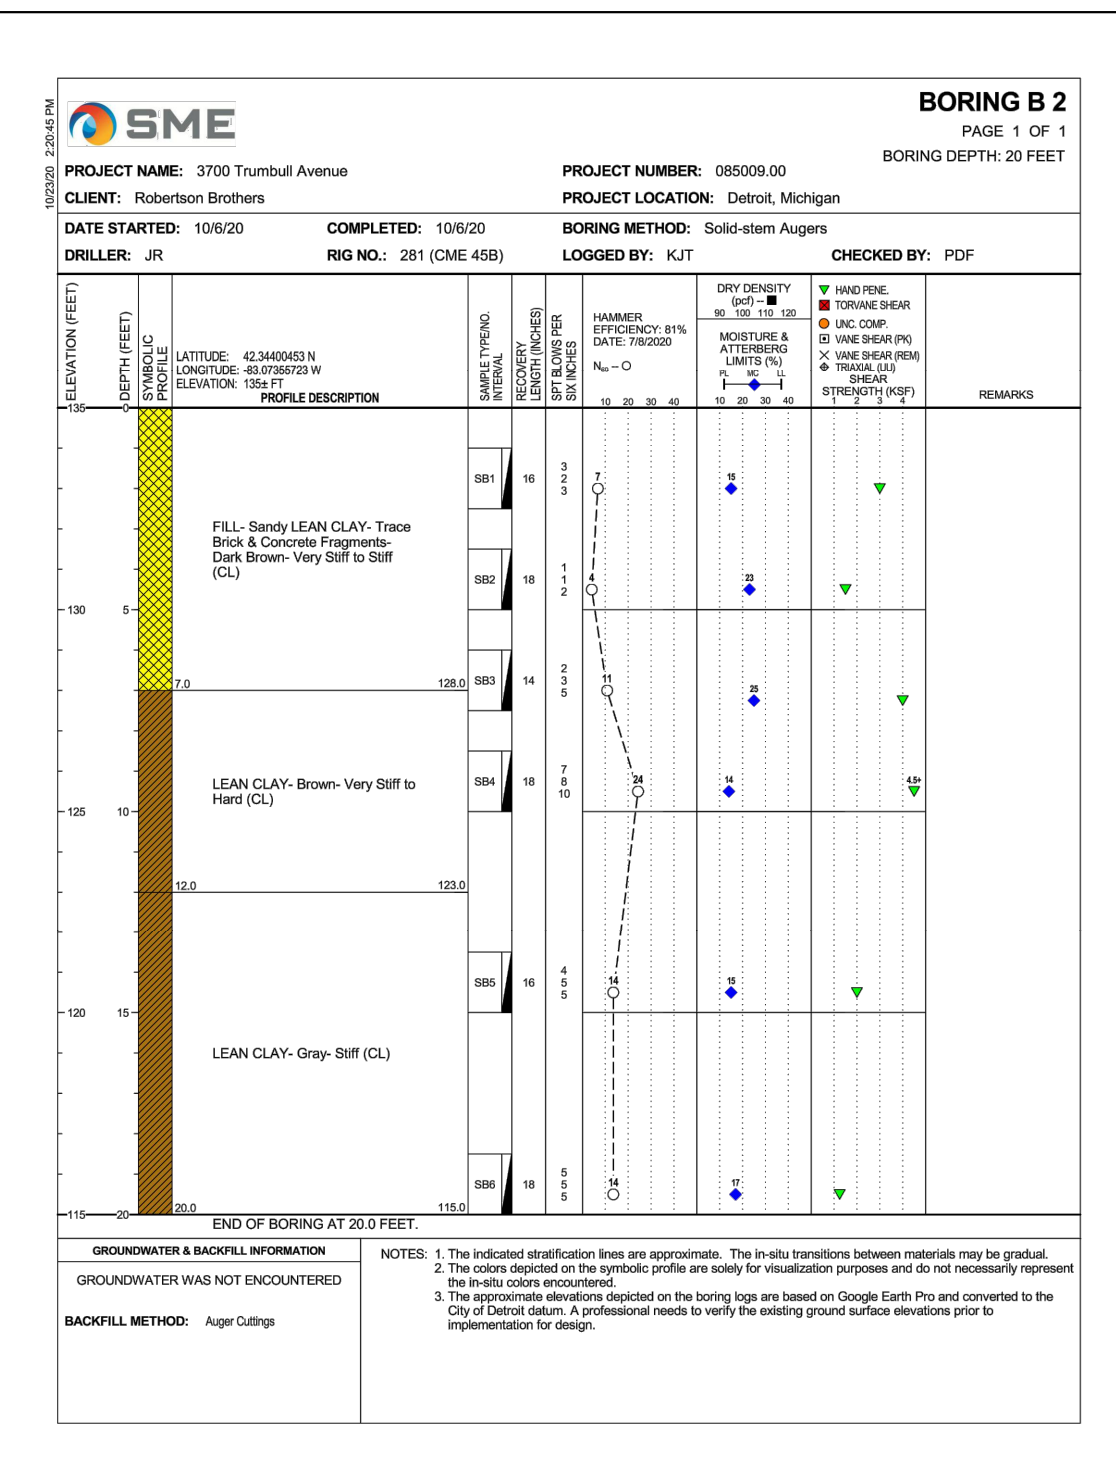 10/23/20 2:20:45 PM
SME
BORING B 2
PAGE 1 OF 1
BORING DEPTH: 20 FEET
PROJECT NAME: 3700 Trumbull Avenue
PROJECT NUMBER: 085009.00
CLIENT: Robertson Brothers
PROJECT LOCATION: Detroit, Michigan
DATE STARTED: 10/6/20 COMPLETED: 10/6/20
BORING METHOD: Solid-stem Augers
DRILLER: JR RIG NO.: 281 (CME 45B)
LOGGED BY: KJT CHECKED BY: PDF
ELEVATION (FEET)
DEPTH (FEET)
SYMBOLIC
PROFILE
LATITUDE: 42.34400453 N
LONGITUDE: -83.07355723 W
ELEVATION: 135± FT
PROFILE DESCRIPTION
SAMPLE TYPE/NO.
INTERVAL
RECOVERY
LENGTH (INCHES)
SPT BLOWS PER
SIX INCHES
HAMMER
EFFICIENCY: 81%
DATE: 7/8/2020
N₆₀ -- O
10 20 30 40
DRY DENSITY
(pcf) -- ■
90 100 110 120
MOISTURE &
ATTERBERG
LIMITS (%)
PL MC LL
10 20 30 40
HAND PENE.
TORVANE SHEAR
UNC. COMP.
VANE SHEAR (PK)
VANE SHEAR (REM)
TRIAXIAL (UU)
SHEAR
STRENGTH (KSF)
1 2 3 4
REMARKS
135 0
SB1 16
3
2
3
7 15
FILL- Sandy LEAN CLAY- Trace
Brick & Concrete Fragments-
Dark Brown- Very Stiff to Stiff
(CL)
SB2 18
1
1
2
4 23
130 5
7.0 128.0
SB3 14
2
3
5
11 25
LEAN CLAY- Brown- Very Stiff to
Hard (CL)
SB4 18
7
8
10
24 14 4.5+
125 10
12.0 123.0
SB5 16
4
5
5
14 15
120 15
LEAN CLAY- Gray- Stiff (CL)
SB6 18
5
5
5
14 17
20.0 115.0
115 20
END OF BORING AT 20.0 FEET.
GROUNDWATER & BACKFILL INFORMATION
GROUNDWATER WAS NOT ENCOUNTERED
BACKFILL METHOD: Auger Cuttings
NOTES: 1. The indicated stratification lines are approximate. The in-situ transitions between materials may be gradual.
2. The colors depicted on the symbolic profile are solely for visualization purposes and do not necessarily represent
the in-situ colors encountered.
3. The approximate elevations depicted on the boring logs are based on Google Earth Pro and converted to the
City of Detroit datum. A professional needs to verify the existing ground surface elevations prior to
implementation for design.